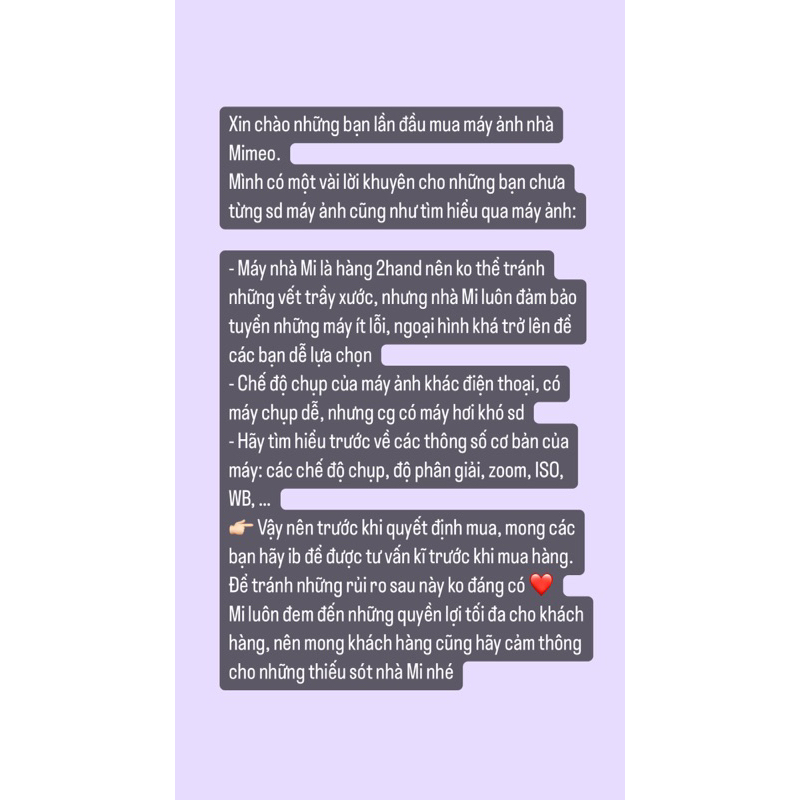 Xin chào những bạn lần đầu mua máy ảnh nhà
Mimeo.
Mình có một vài lời khuyên cho những bạn chưa
từng sd máy ảnh cũng như tìm hiểu qua máy ảnh:
- Máy nhà Mi là hàng 2hand nên ko thể tránh
những vết trầy xước, nhưng nhà Mi luôn đảm bảo
tuyển những máy ít lỗi, ngoại hình khá trở lên để
các bạn dễ lựa chọn
- Chế độ chụp của máy ảnh khác điện thoại, có
máy chụp dễ, nhưng cg có máy hơi khó sd
- Hãy tìm hiểu trước về các thông số cơ bản của
máy: các chế độ chụp, độ phân giải, zoom, ISO,
WB, ...
👉🏻 Vậy nên trước khi quyết định mua, mong các
bạn hãy ib để được tư vấn kĩ trước khi mua hàng.
Để tránh những rủi ro sau này ko đáng có ❤️
Mi luôn đem đến những quyền lợi tối đa cho khách
hàng, nên mong khách hàng cũng hãy cảm thông
cho những thiếu sót nhà Mi nhé